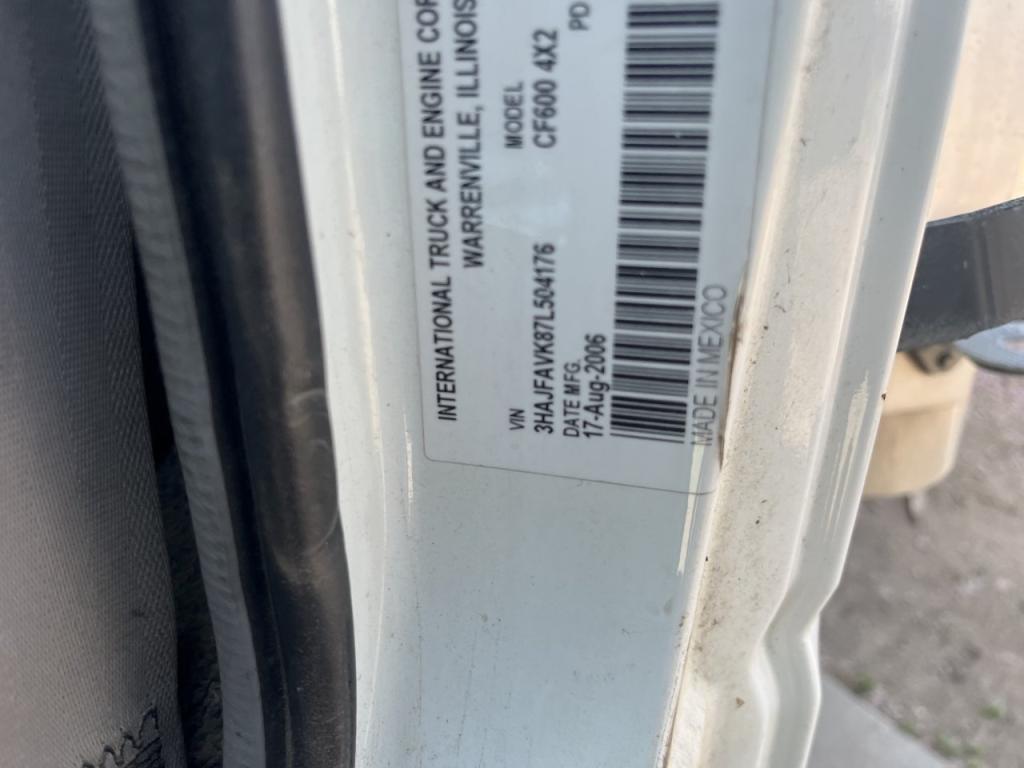 INTERNATIONAL TRUCK AND ENGINE COR
WARRENVILLE, ILLINOIS
VIN MODEL
3HAJFAVK87L504176 CF600 4X2
DATE MFG. PD
17-Aug-2006
MADE IN MEXICO